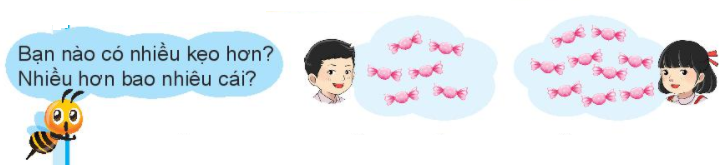 Bạn nào có nhiều kẹo hơn?
Nhiều hơn bao nhiêu cái?